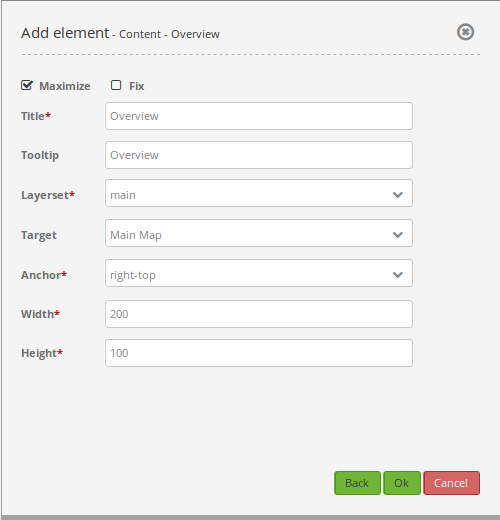 Add element - Content - Overview
Maximize Fix
Title* Overview
Tooltip Overview
Layerset* main
Target Main Map
Anchor* right-top
Width* 200
Height* 100
Back Ok Cancel